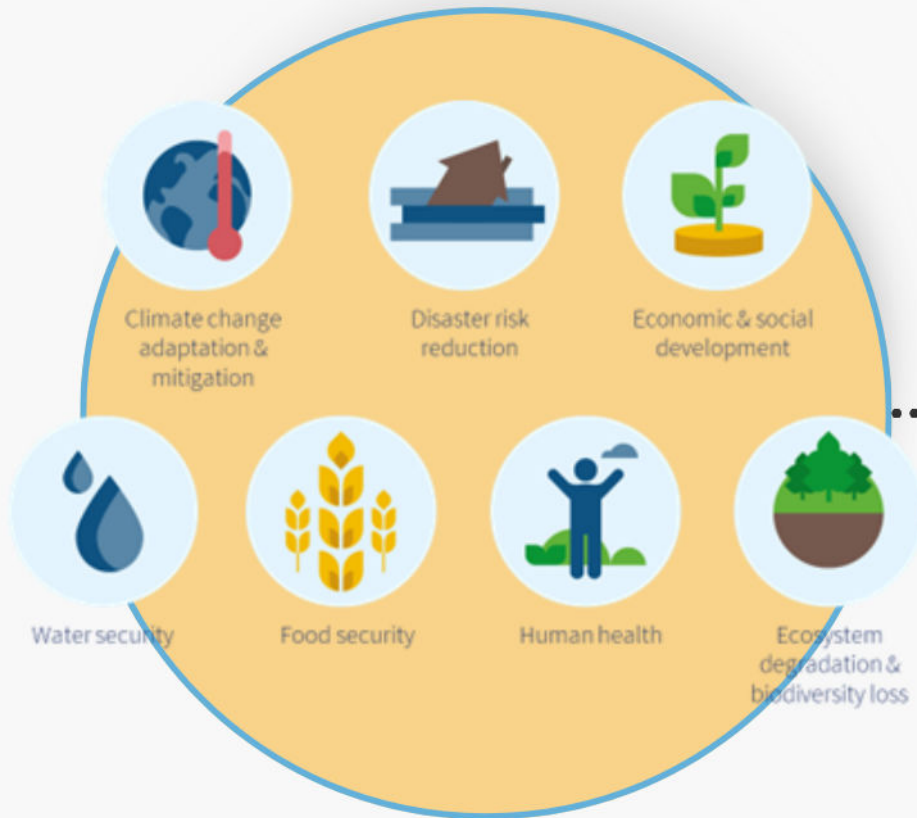 Climate change
adaptation &
mitigation
Disaster risk
reduction
Economic & social
development
Water security
Food security
Human health
Ecosystem
degradation &
biodiversity loss